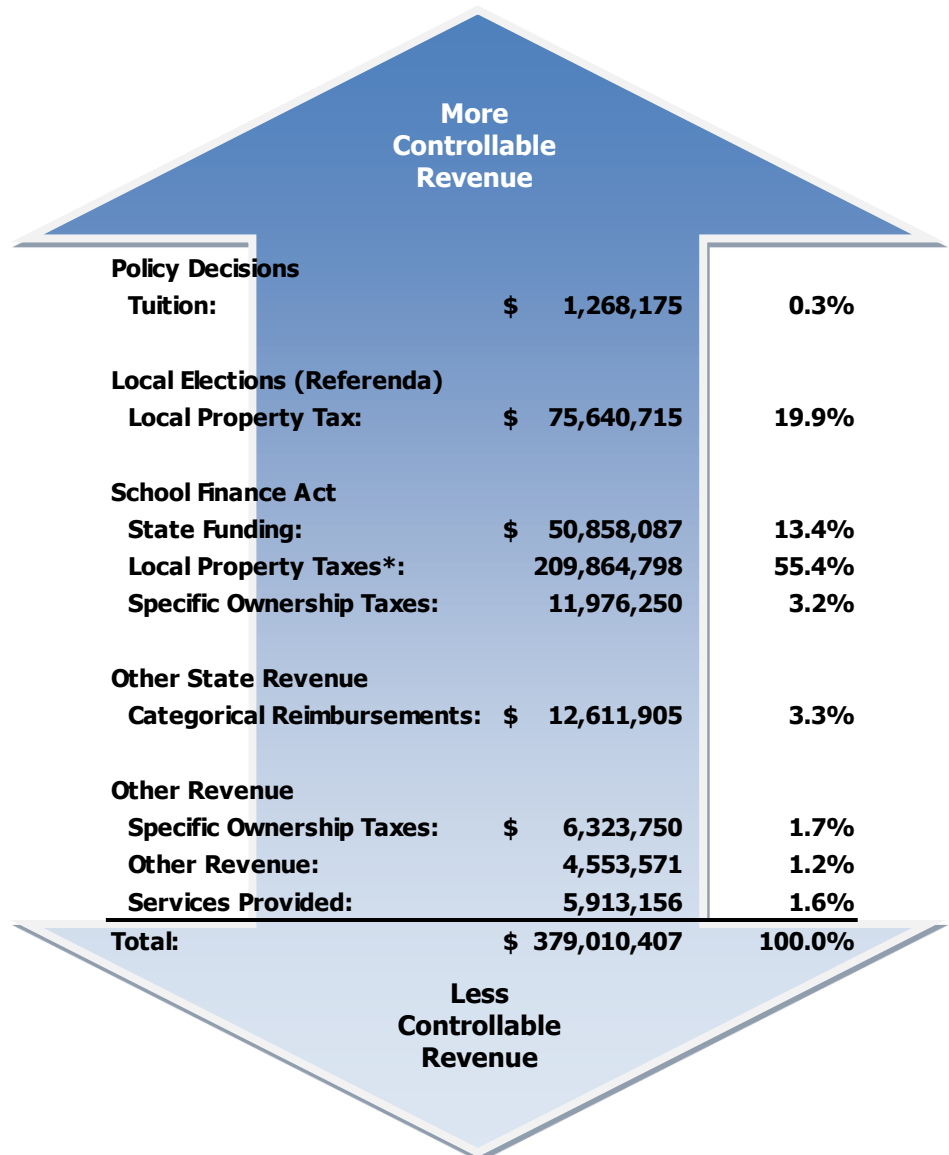 More
Controllable
Revenue
Policy Decisions
Tuition: $ 1,268,175 0.3%
Local Elections (Referenda)
Local Property Tax: $ 75,640,715 19.9%
School Finance Act
State Funding: $ 50,858,087 13.4%
Local Property Taxes*: 209,864,798 55.4%
Specific Ownership Taxes: 11,976,250 3.2%
Other State Revenue
Categorical Reimbursements: $ 12,611,905 3.3%
Other Revenue
Specific Ownership Taxes: $ 6,323,750 1.7%
Other Revenue: 4,553,571 1.2%
Services Provided: 5,913,156 1.6%
Total: $ 379,010,407 100.0%
Less
Controllable
Revenue